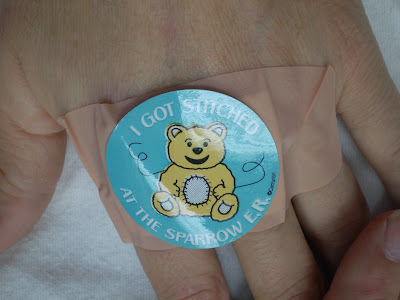 I GOT STITCHED
AT THE SPARROW E.R.